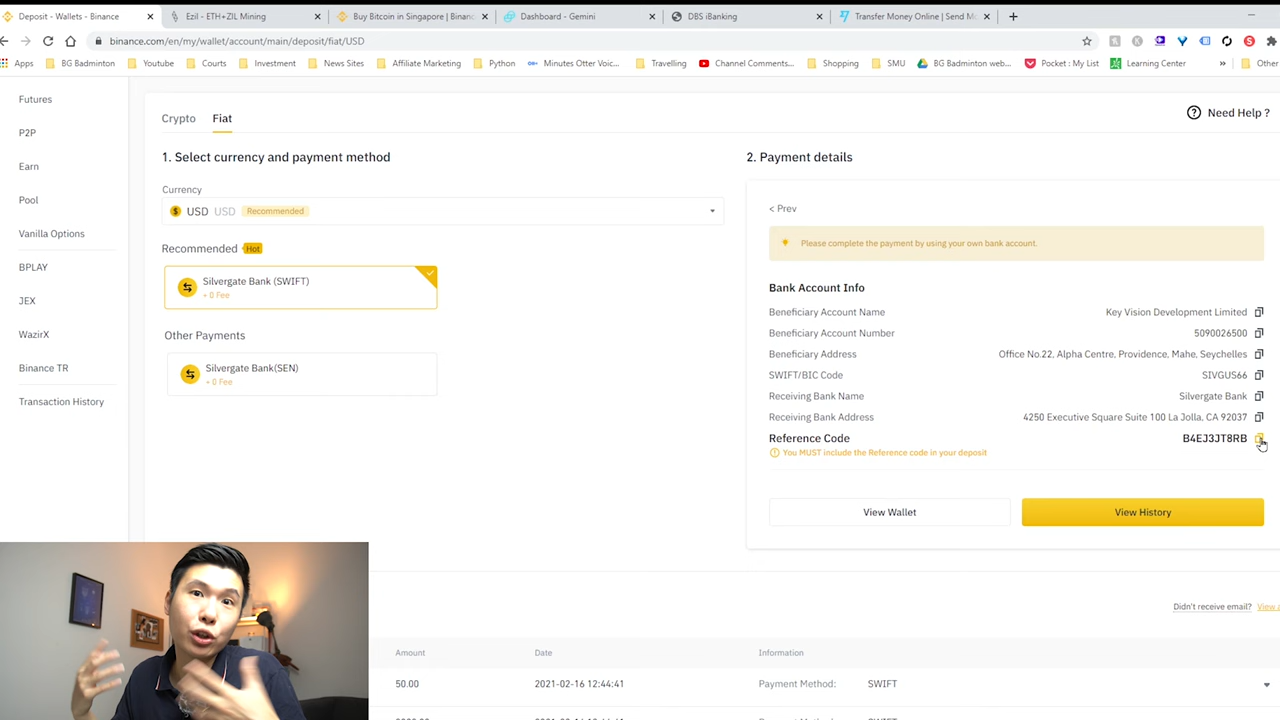 Deposit - Wallets - Binance
Ezil - ETH+ZIL Mining
Buy Bitcoin in Singapore | Binanc
Dashboard - Gemini
DBS iBanking
Transfer Money Online | Send Mo
binance.com/en/my/wallet/account/main/deposit/fiat/USD
Apps
BG Badminton
Youtube
Courts
Investment
News Sites
Affiliate Marketing
Python
Minutes Otter Voic...
Travelling
Channel Comments...
Shopping
SMU
BG Badminton web...
Pocket : My List
Learning Center
Other
Futures
P2P
Earn
Pool
Vanilla Options
BPLAY
JEX
WazirX
Binance TR
Transaction History
Crypto
Fiat
Need Help ?
1. Select currency and payment method
Currency
USD USD Recommended
Recommended Hot
Silvergate Bank (SWIFT)
+ 0 Fee
Other Payments
Silvergate Bank(SEN)
+ 0 Fee
2. Payment details
< Prev
Please complete the payment by using your own bank account.
Bank Account Info
Beneficiary Account Name Key Vision Development Limited
Beneficiary Account Number 5090026500
Beneficiary Address Office No.22, Alpha Centre, Providence, Mahe, Seychelles
SWIFT/BIC Code SIVGUS66
Receiving Bank Name Silvergate Bank
Receiving Bank Address 4250 Executive Square Suite 100 La Jolla, CA 92037
Reference Code B4EJ3JT8RB
You MUST include the Reference code in your deposit
View Wallet
View History
Didn't receive email? View a
Amount Date Information
50.00 2021-02-16 12:44:41 Payment Method: SWIFT